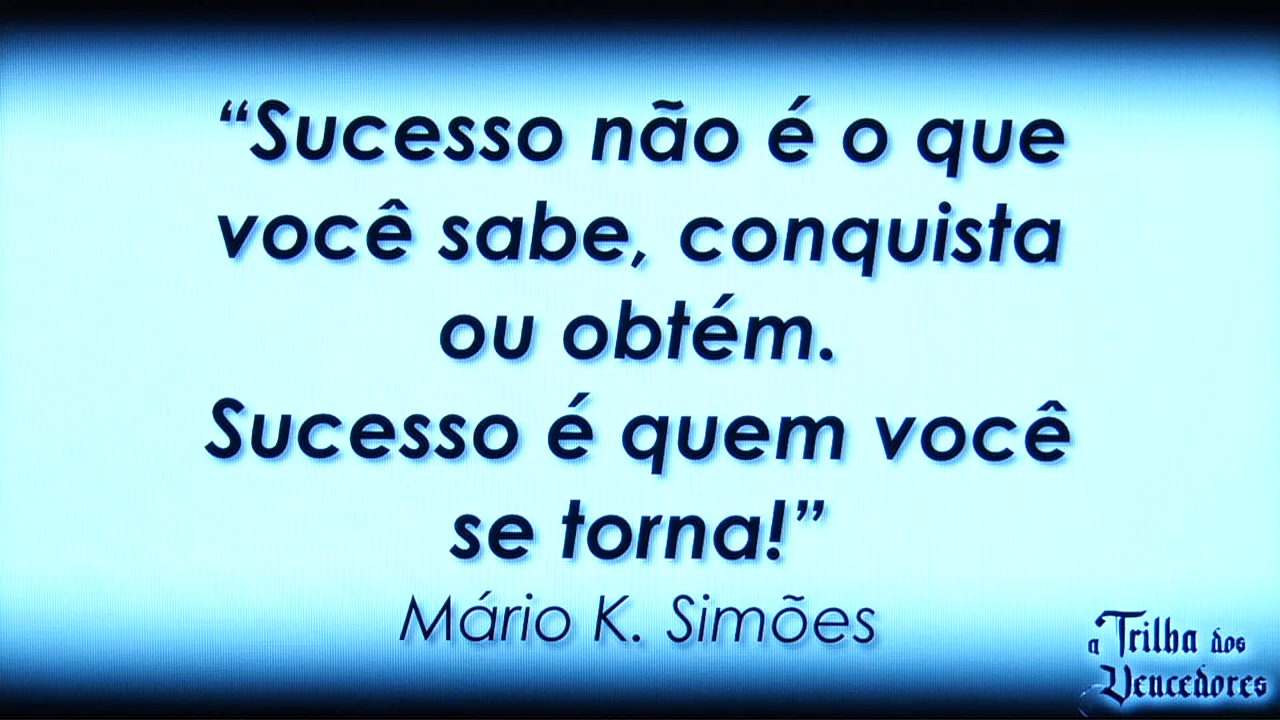 “Sucesso não é o que
você sabe, conquista
ou obtém.
Sucesso é quem você
se torna!”
Mário K. Simões
a Trilha dos
Vencedores